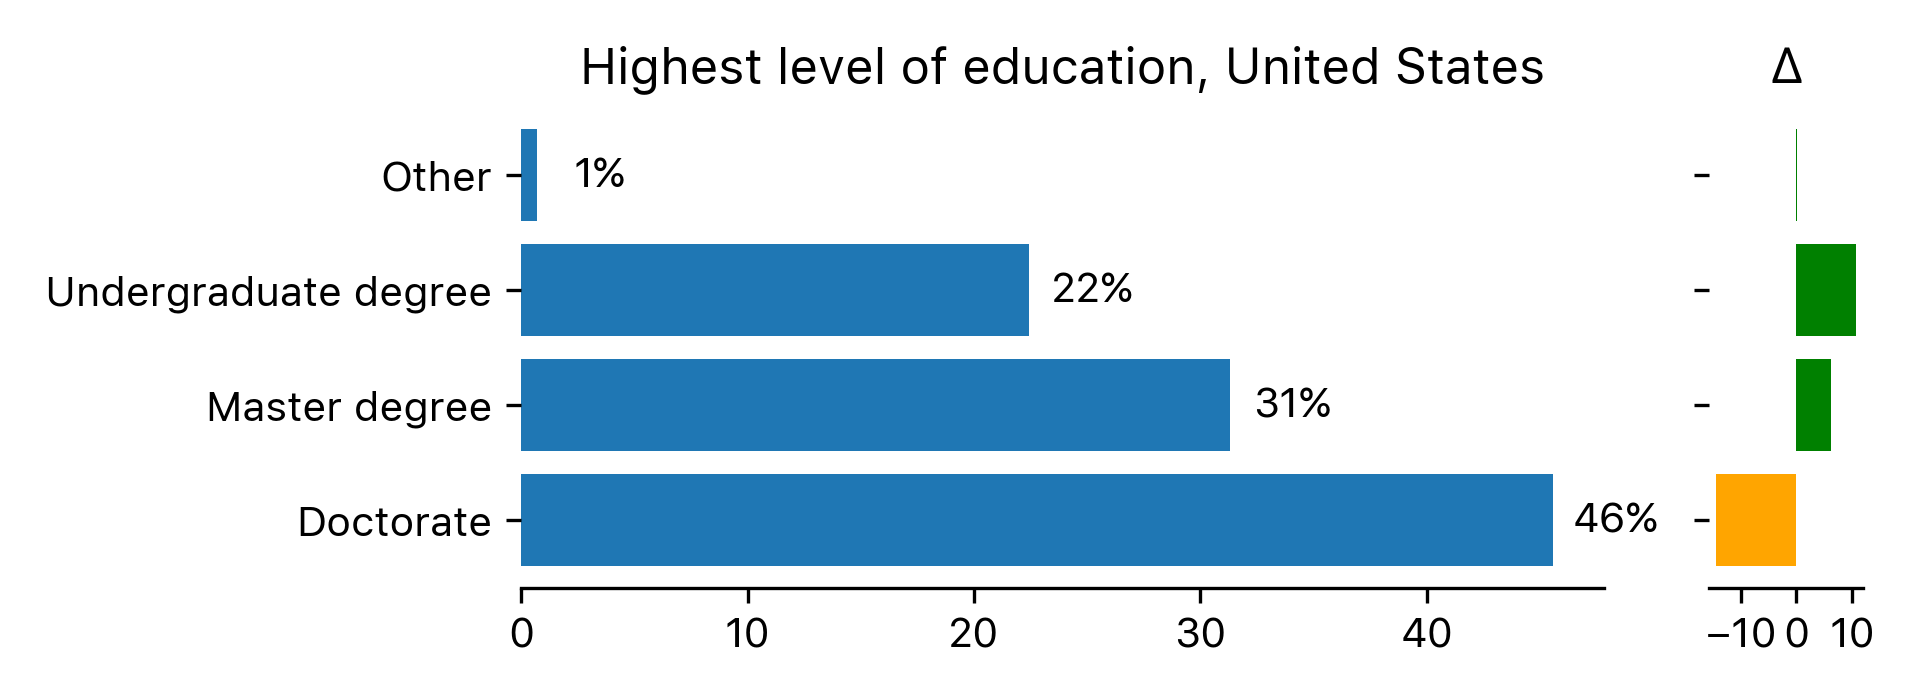 Highest level of education, United States
Δ
Other
1%
Undergraduate degree
22%
Master degree
31%
Doctorate
46%
0 10 20 30 40
−10 0 10